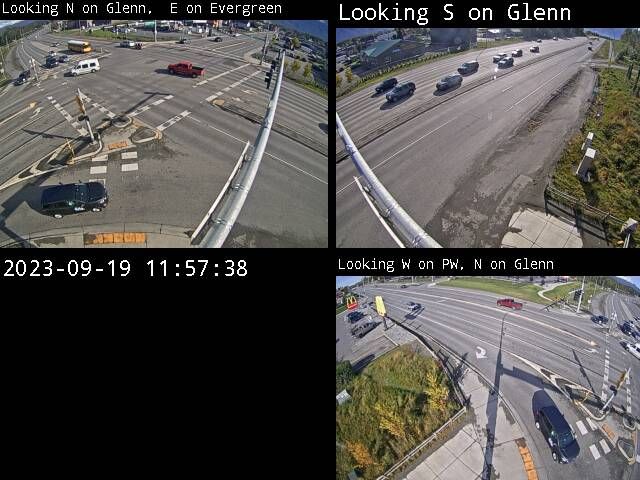 Looking N on Glenn, E on Evergreen
Looking S on Glenn
2023-09-19 11:57:38
Looking W on PW, N on Glenn